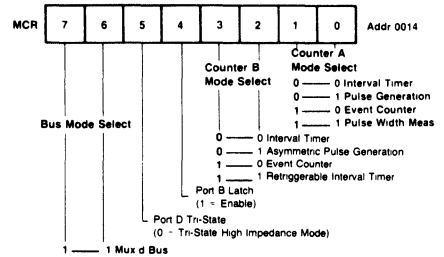 MCR 7 6 5 4 3 2 1 0 Addr 0014
Counter A
Mode Select
0 0 Interval Timer
0 1 Pulse Generation
1 0 Event Counter
1 1 Pulse Width Meas
Counter B
Mode Select
0 0 Interval Timer
0 1 Asymmetric Pulse Generation
1 0 Event Counter
1 1 Retriggerable Interval Timer
Bus Mode Select
Port B Latch
(1 = Enable)
Port D Tri-State
(0 = Tri-State High Impedance Mode)
1 1 Mux d Bus